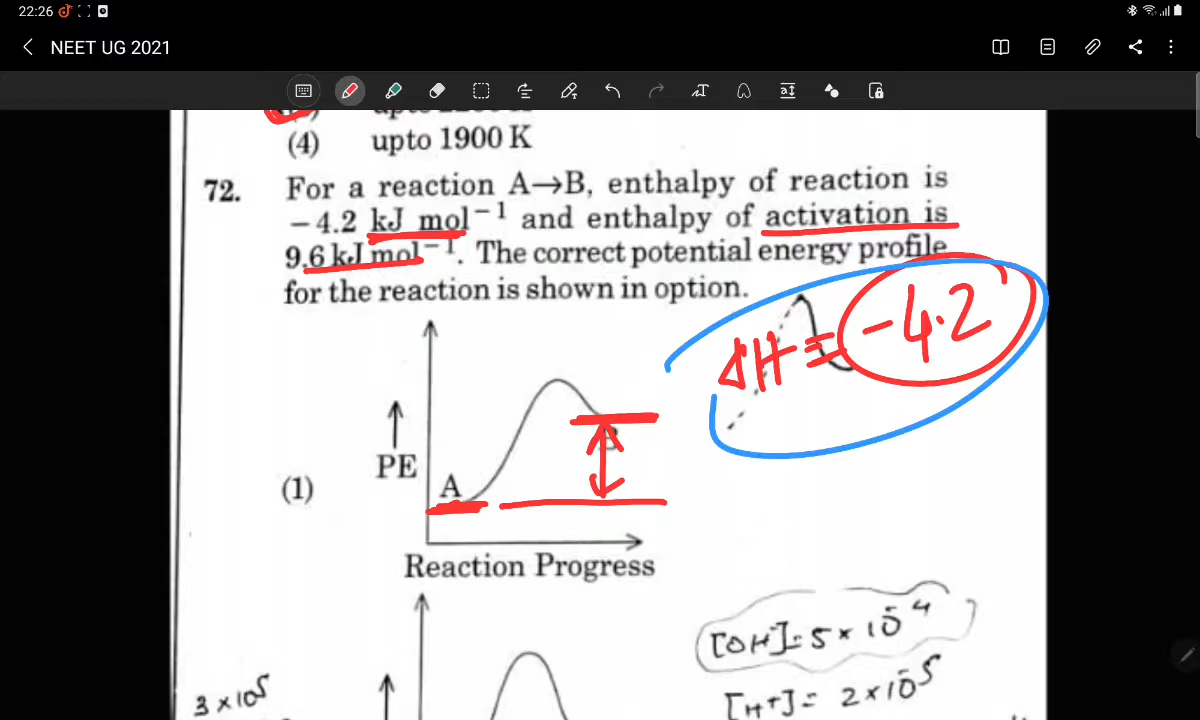 22:26
NEET UG 2021
(4) upto 1900 K
72. For a reaction A→B, enthalpy of reaction is
−4.2 kJ mol⁻¹ and enthalpy of activation is
9.6 kJ mol⁻¹. The correct potential energy profile
for the reaction is shown in option.
ΔH = -4.2
PE
A
B
(1)
Reaction Progress
[OH⁻]= 5 × 10⁻⁴
3 × 10⁵
[H⁺]= 2 × 10⁻⁵